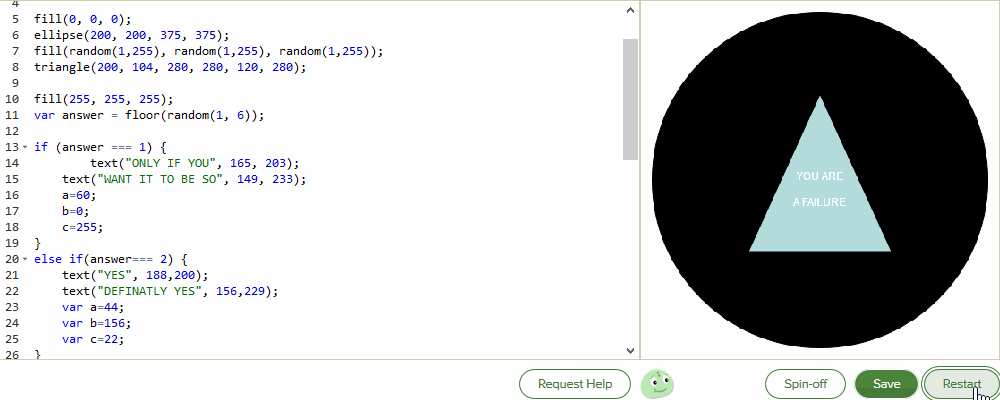 4
5 fill(0, 0, 0);
6 ellipse(200, 200, 375, 375);
7 fill(random(1,255), random(1,255), random(1,255));
8 triangle(200, 104, 280, 280, 120, 280);
9
10 fill(255, 255, 255);
11 var answer = floor(random(1, 6));
12
13 if (answer === 1) {
14 text("ONLY IF YOU", 165, 203);
15 text("WANT IT TO BE SO", 149, 233);
16 a=60;
17 b=0;
18 c=255;
19 }
20 else if(answer=== 2) {
21 text("YES", 188,200);
22 text("DEFINATLY YES", 156,229);
23 var a=44;
24 var b=156;
25 var c=22;
26 }
YOU ARE
A FAILURE
Request Help
Spin-off
Save
Restart